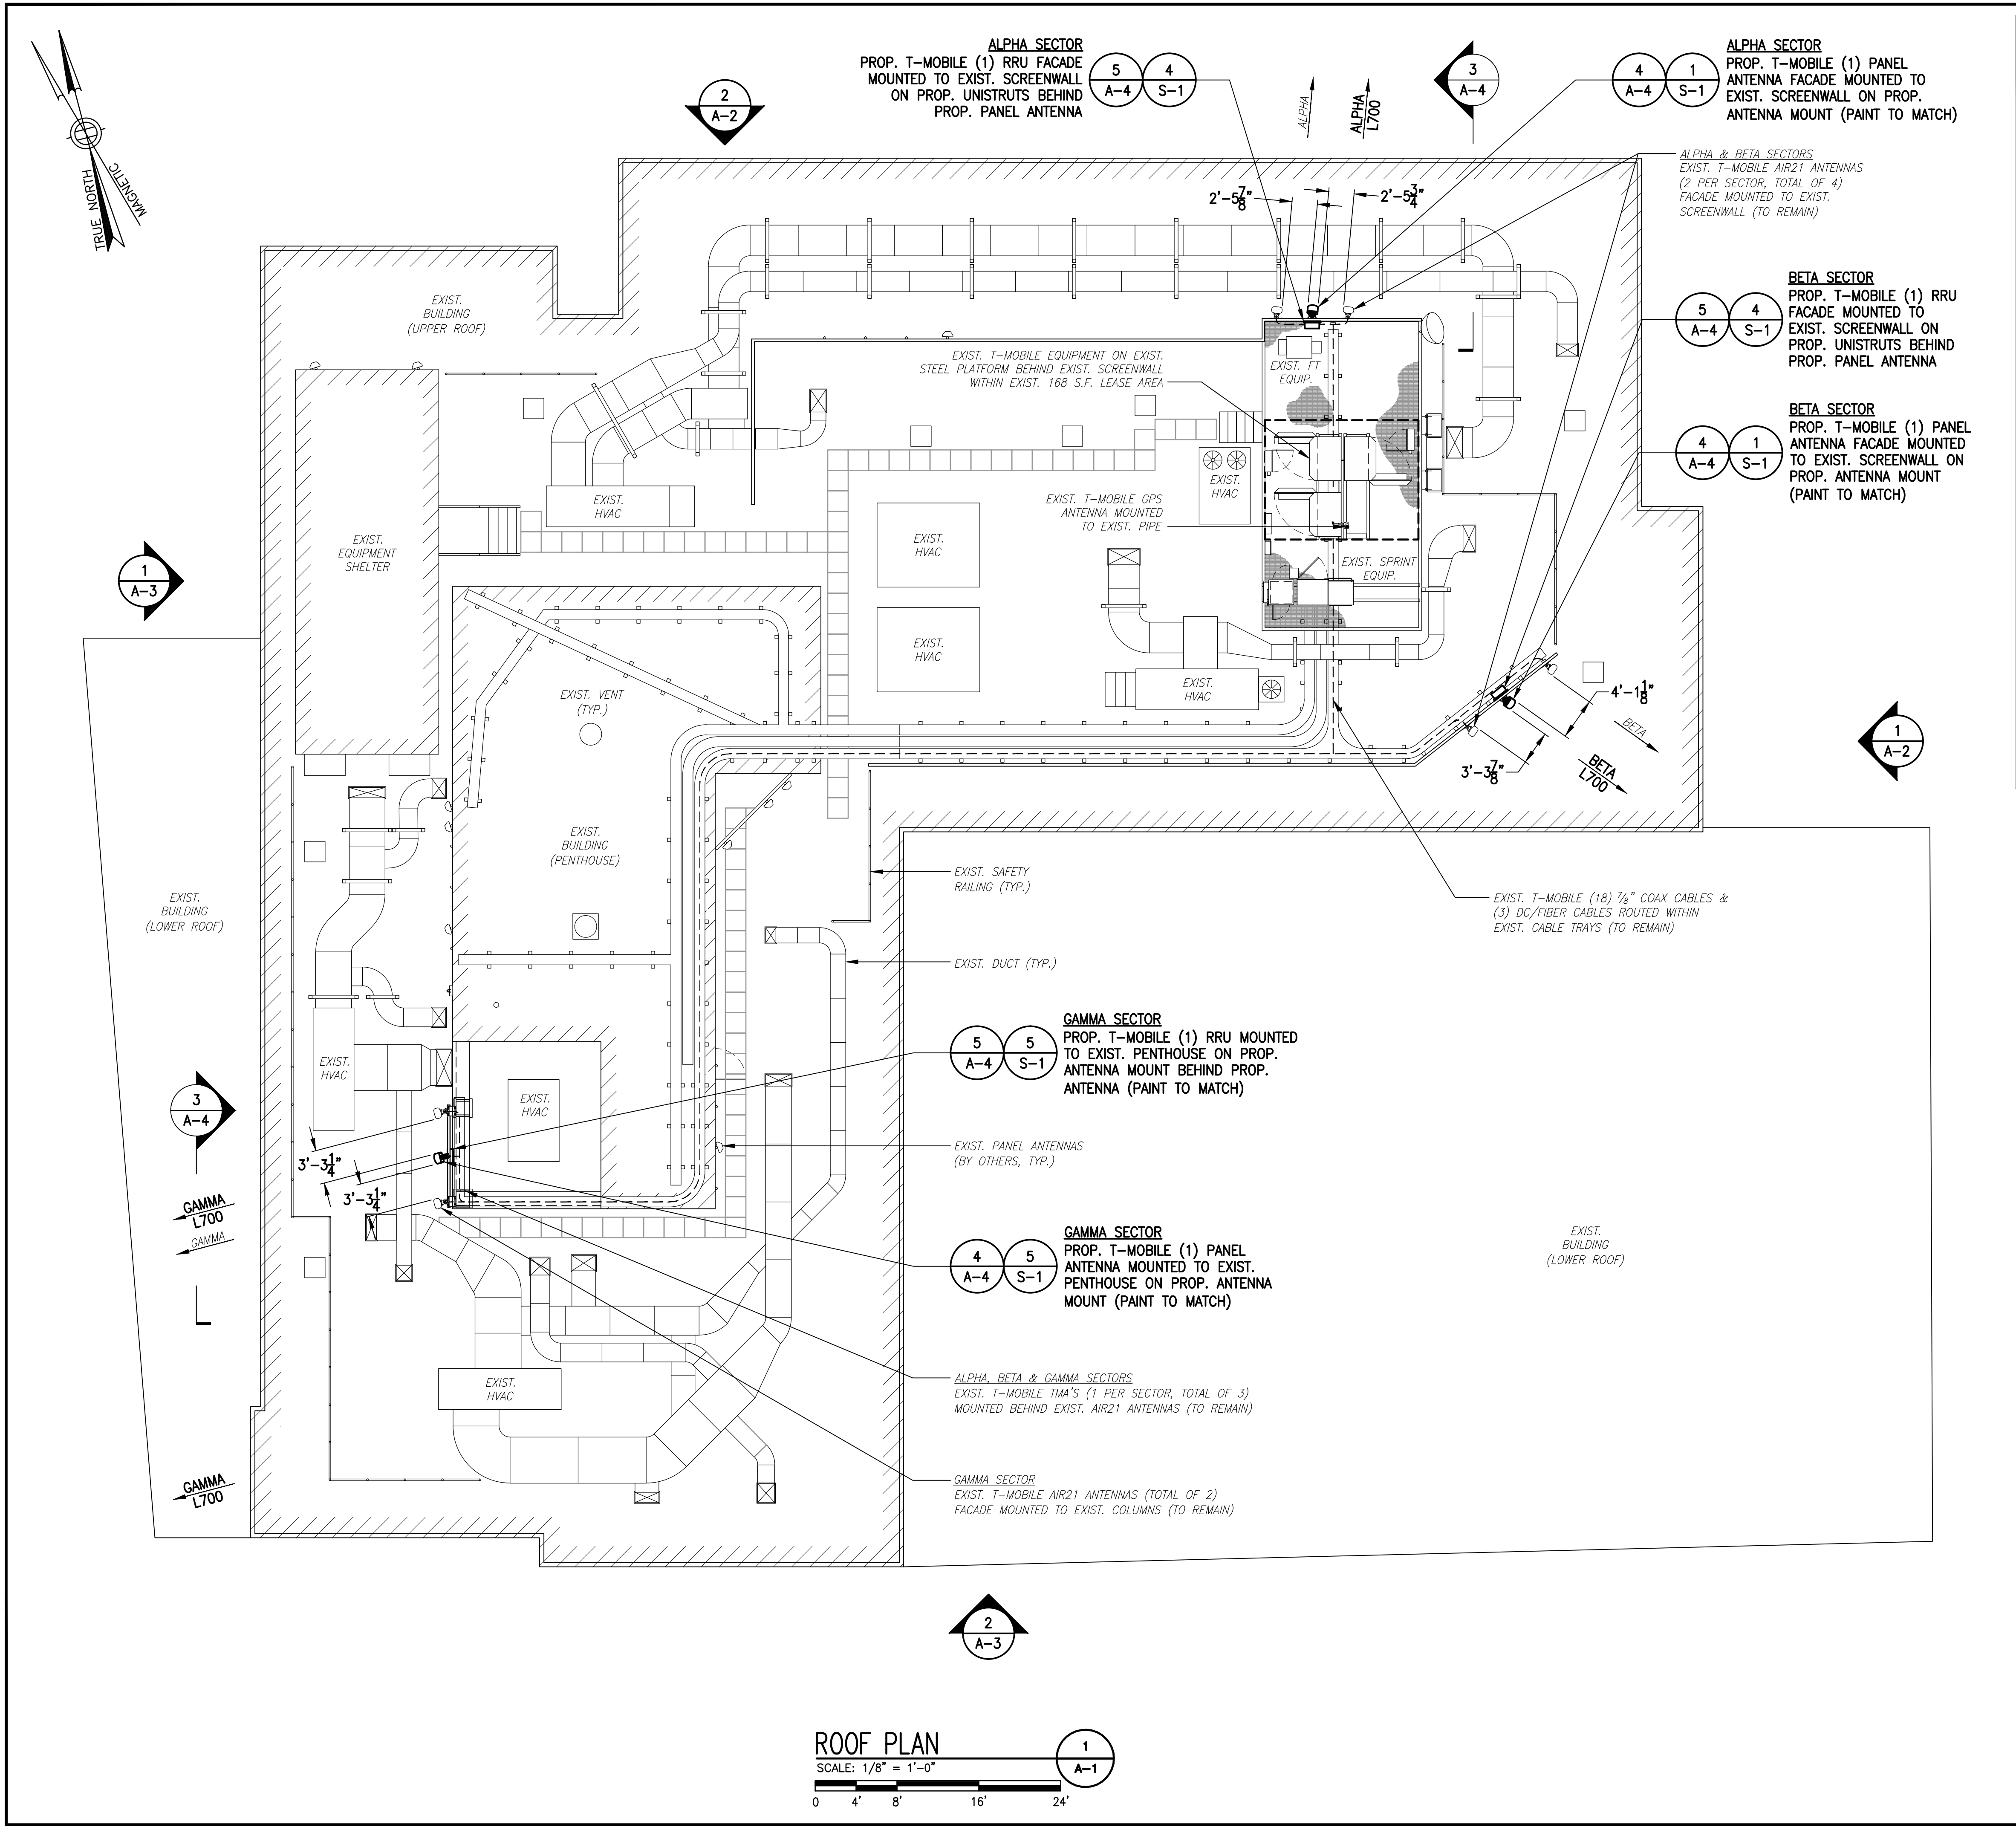 ALPHA SECTOR
PROP. T-MOBILE (1) RRU FACADE
MOUNTED TO EXIST. SCREENWALL
ON PROP. UNISTRUTS BEHIND
PROP. PANEL ANTENNA
5
A-4
4
S-1
2
A-2
ALPHA
ALPHA
L700
3
A-4
4
A-4
1
S-1
ALPHA SECTOR
PROP. T-MOBILE (1) PANEL
ANTENNA FACADE MOUNTED TO
EXIST. SCREENWALL ON PROP.
ANTENNA MOUNT (PAINT TO MATCH)
TRUE NORTH
MAGNETIC
ALPHA & BETA SECTORS
EXIST. T-MOBILE AIR21 ANTENNAS
(2 PER SECTOR, TOTAL OF 4)
FACADE MOUNTED TO EXIST.
SCREENWALL (TO REMAIN)
2'-5 7/8"
2'-5 3/4"
5
A-4
4
S-1
BETA SECTOR
PROP. T-MOBILE (1) RRU
FACADE MOUNTED TO
EXIST. SCREENWALL ON
PROP. UNISTRUTS BEHIND
PROP. PANEL ANTENNA
EXIST.
BUILDING
(UPPER ROOF)
EXIST. T-MOBILE EQUIPMENT ON EXIST.
STEEL PLATFORM BEHIND EXIST. SCREENWALL
WITHIN EXIST. 168 S.F. LEASE AREA
EXIST. FT
EQUIP.
4
A-4
1
S-1
BETA SECTOR
PROP. T-MOBILE (1) PANEL
ANTENNA FACADE MOUNTED
TO EXIST. SCREENWALL ON
PROP. ANTENNA MOUNT
(PAINT TO MATCH)
EXIST.
HVAC
EXIST.
HVAC
EXIST. T-MOBILE GPS
ANTENNA MOUNTED
TO EXIST. PIPE
EXIST.
EQUIPMENT
SHELTER
EXIST.
HVAC
EXIST. SPRINT
EQUIP.
1
A-3
EXIST.
HVAC
EXIST.
HVAC
EXIST. VENT
(TYP.)
4'-1 1/8"
BETA
BETA
L700
3'-3 7/8"
1
A-2
EXIST.
BUILDING
(PENTHOUSE)
EXIST. SAFETY
RAILING (TYP.)
EXIST.
BUILDING
(LOWER ROOF)
EXIST. T-MOBILE (18) 7/8" COAX CABLES &
(3) DC/FIBER CABLES ROUTED WITHIN
EXIST. CABLE TRAYS (TO REMAIN)
EXIST. DUCT (TYP.)
5
A-4
5
S-1
GAMMA SECTOR
PROP. T-MOBILE (1) RRU MOUNTED
TO EXIST. PENTHOUSE ON PROP.
ANTENNA MOUNT BEHIND PROP.
ANTENNA (PAINT TO MATCH)
EXIST.
HVAC
EXIST.
HVAC
3
A-4
EXIST. PANEL ANTENNAS
(BY OTHERS, TYP.)
3'-3 1/4"
3'-3 1/4"
GAMMA
L700
GAMMA
4
A-4
5
S-1
GAMMA SECTOR
PROP. T-MOBILE (1) PANEL
ANTENNA MOUNTED TO EXIST.
PENTHOUSE ON PROP. ANTENNA
MOUNT (PAINT TO MATCH)
EXIST.
BUILDING
(LOWER ROOF)
EXIST.
HVAC
ALPHA, BETA & GAMMA SECTORS
EXIST. T-MOBILE TMA'S (1 PER SECTOR, TOTAL OF 3)
MOUNTED BEHIND EXIST. AIR21 ANTENNAS (TO REMAIN)
GAMMA
L700
GAMMA SECTOR
EXIST. T-MOBILE AIR21 ANTENNAS (TOTAL OF 2)
FACADE MOUNTED TO EXIST. COLUMNS (TO REMAIN)
2
A-3
ROOF PLAN
SCALE: 1/8" = 1'-0"
1
A-1
0 4' 8' 16' 24'